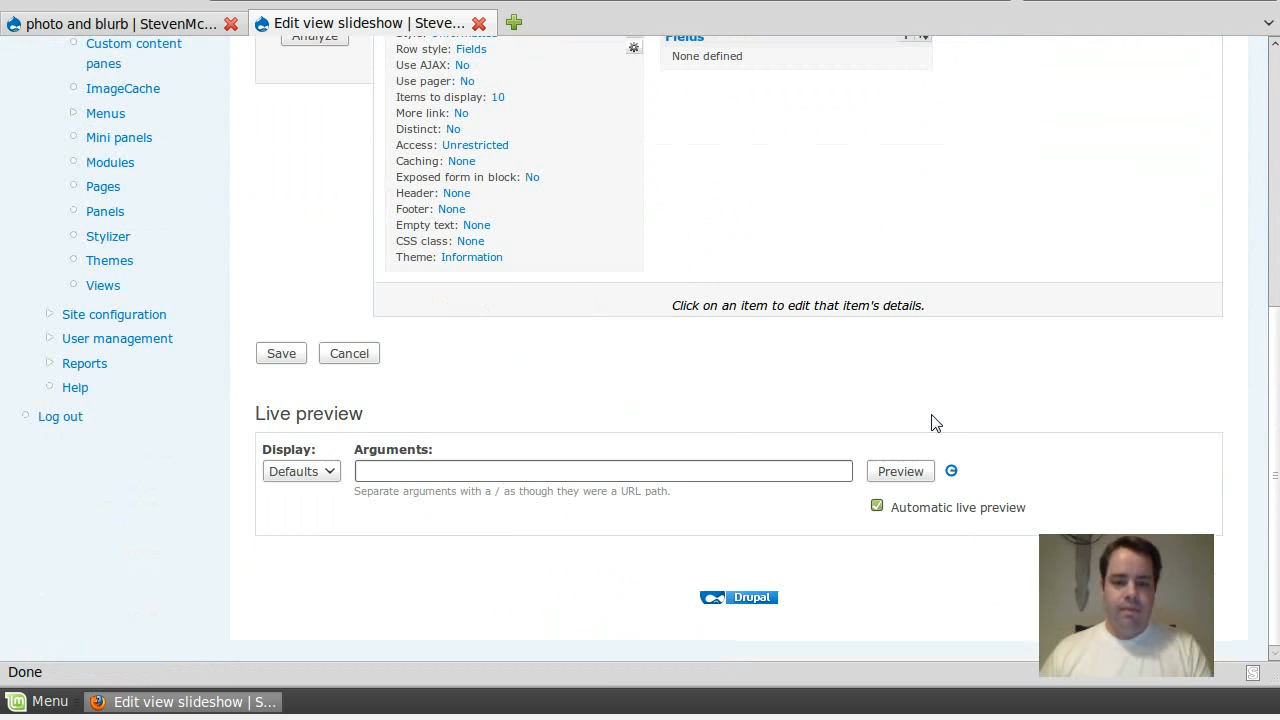 photo and blurb | StevenMc...
Edit view slideshow | Steve...
Custom content panes
ImageCache
Menus
Mini panels
Modules
Pages
Panels
Stylizer
Themes
Views
Site configuration
User management
Reports
Help
Log out
Analyze
Style: Unformatted
Row style: Fields
Use AJAX: No
Use pager: No
Items to display: 10
More link: No
Distinct: No
Access: Unrestricted
Caching: None
Exposed form in block: No
Header: None
Footer: None
Empty text: None
CSS class: None
Theme: Information
Fields
None defined
Click on an item to edit that item's details.
Save Cancel
Live preview
Display: Arguments:
Defaults Preview
Separate arguments with a / as though they were a URL path.
Automatic live preview
Drupal
Done
Menu Edit view slideshow | S...